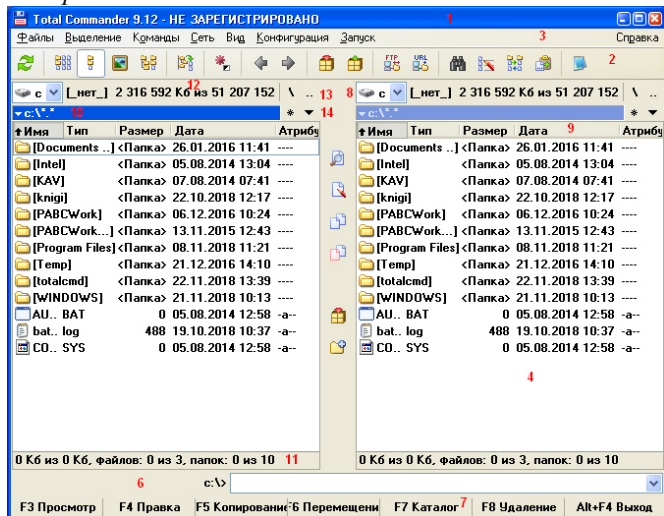 Total Commander 9.12 - НЕ ЗАРЕГИСТРИРОВАНО 1
Файлы Выделение Команды Сеть Вид Конфигурация Запуск 3 Справка
FTP URL 2
c [_нет_] 2 316 592 Кб из 51 207 152 \ .. 12 13 8 c [_нет_] 2 316 592 Кб из 51 207 152 \ ..
c:\*.* 10 * 14 c:\*.* *
Имя Тип Размер Дата Атрибу Имя Тип Размер Дата 9 Атрибу
[Documents ..] <Папка> 26.01.2016 11:41 ---- [Documents ..] <Папка> 26.01.2016 11:41 ----
[Intel] <Папка> 05.08.2014 13:04 ---- [Intel] <Папка> 05.08.2014 13:04 ----
[KAV] <Папка> 07.08.2014 07:41 ---- [KAV] <Папка> 07.08.2014 07:41 ----
[knigi] <Папка> 22.10.2018 12:17 ---- [knigi] <Папка> 22.10.2018 12:17 ----
[PABCWork] <Папка> 06.12.2016 10:24 ---- [PABCWork] <Папка> 06.12.2016 10:24 ----
[PABCWork...] <Папка> 13.11.2015 12:43 ---- [PABCWork...] <Папка> 13.11.2015 12:43 ----
[Program Files] <Папка> 08.11.2018 11:21 ---- [Program Files] <Папка> 08.11.2018 11:21 ----
[Temp] <Папка> 21.12.2016 14:10 ---- [Temp] <Папка> 21.12.2016 14:10 ----
[totalcmd] <Папка> 22.11.2018 13:39 ---- [totalcmd] <Папка> 22.11.2018 13:39 ----
[WINDOWS] <Папка> 21.11.2018 10:13 ---- [WINDOWS] <Папка> 21.11.2018 10:13 ----
AU.. BAT 0 05.08.2014 12:58 -a-- AU.. BAT 0 05.08.2014 12:58 -a--
bat.. log 488 19.10.2018 10:37 -a-- bat.. log 488 19.10.2018 10:37 -a--
CO.. SYS 0 05.08.2014 12:58 -a-- CO.. SYS 0 05.08.2014 12:58 -a--
4
0 Кб из 0 Кб, файлов: 0 из 3, папок: 0 из 10 11 0 Кб из 0 Кб, файлов: 0 из 3, папок: 0 из 10
6 c:\>
F3 Просмотр F4 Правка F5 Копировани F6 Перемещени F7 Каталог 7 F8 Удаление Alt+F4 Выход